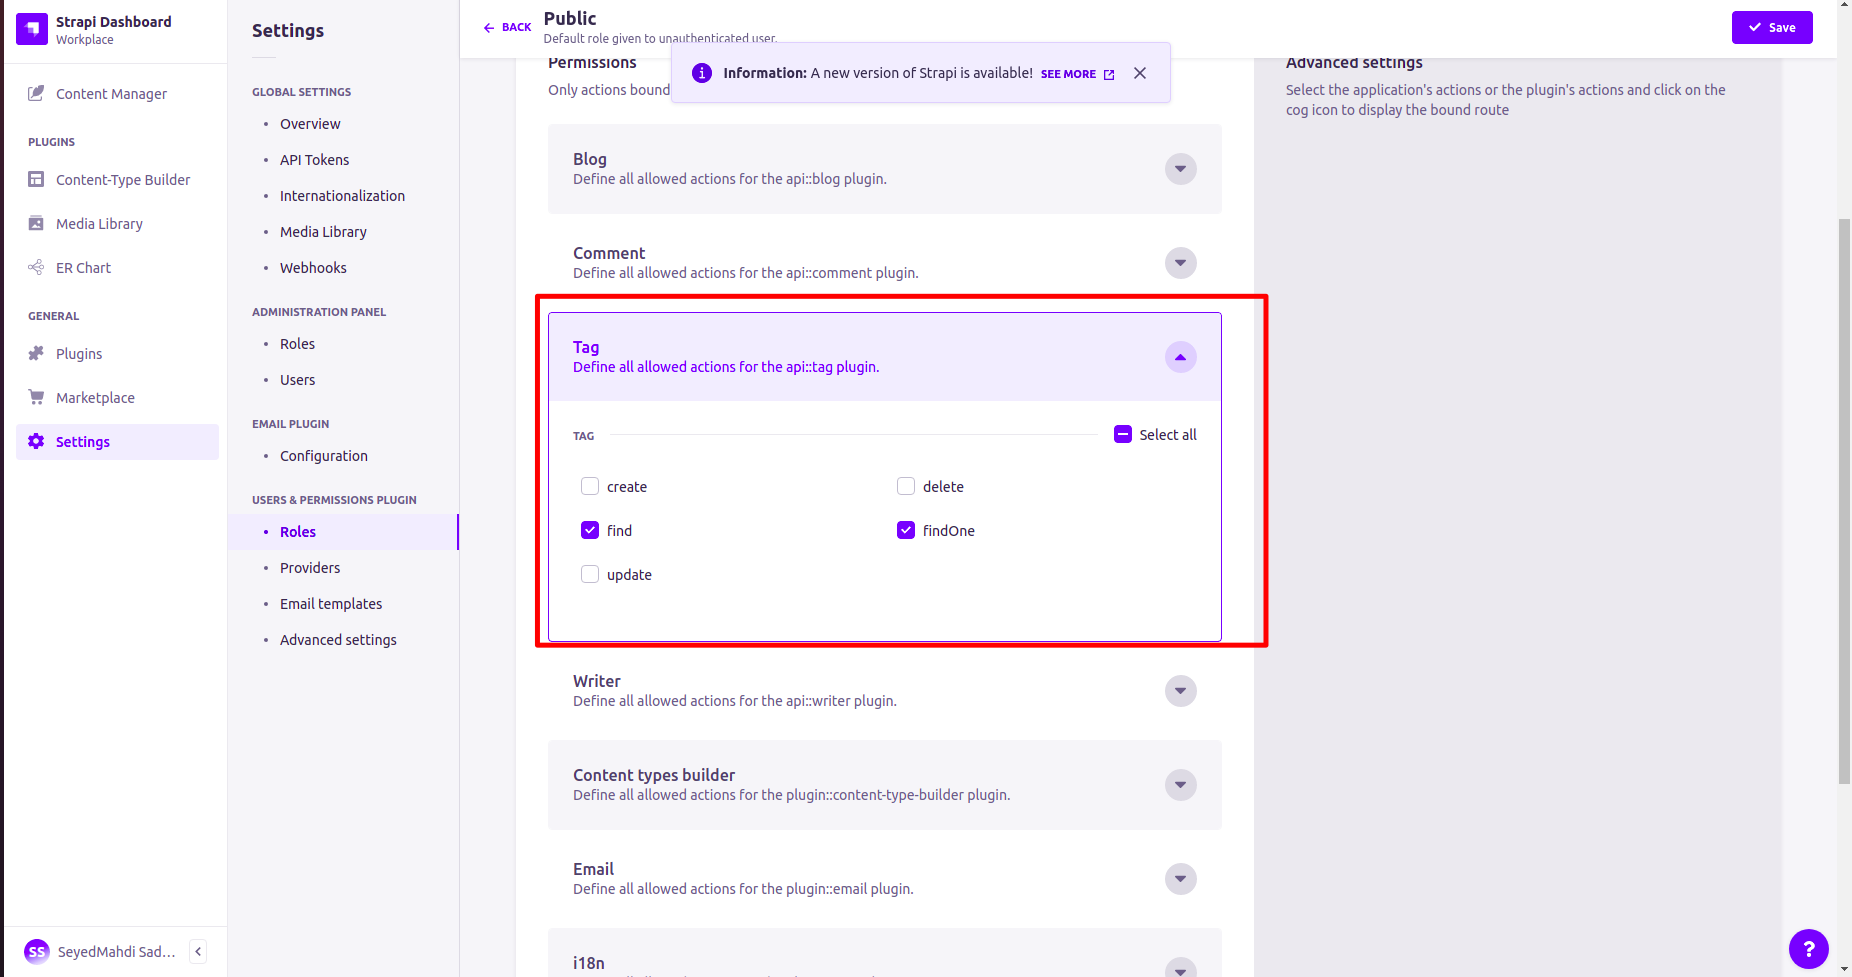 Strapi Dashboard
Workplace
Content Manager
PLUGINS
Content-Type Builder
Media Library
ER Chart
GENERAL
Plugins
Marketplace
Settings
SS SeyedMahdi Sad...
Settings
GLOBAL SETTINGS
Overview
API Tokens
Internationalization
Media Library
Webhooks
ADMINISTRATION PANEL
Roles
Users
EMAIL PLUGIN
Configuration
USERS & PERMISSIONS PLUGIN
Roles
Providers
Email templates
Advanced settings
BACK
Public
Default role given to unauthenticated user.
Save
Information: A new version of Strapi is available! SEE MORE
Permissions
Only actions bound
Blog
Define all allowed actions for the api::blog plugin.
Comment
Define all allowed actions for the api::comment plugin.
Tag
Define all allowed actions for the api::tag plugin.
TAG
Select all
create
delete
find
findOne
update
Writer
Define all allowed actions for the api::writer plugin.
Content types builder
Define all allowed actions for the plugin::content-type-builder plugin.
Email
Define all allowed actions for the plugin::email plugin.
i18n
Advanced settings
Select the application's actions or the plugin's actions and click on the
cog icon to display the bound route
?